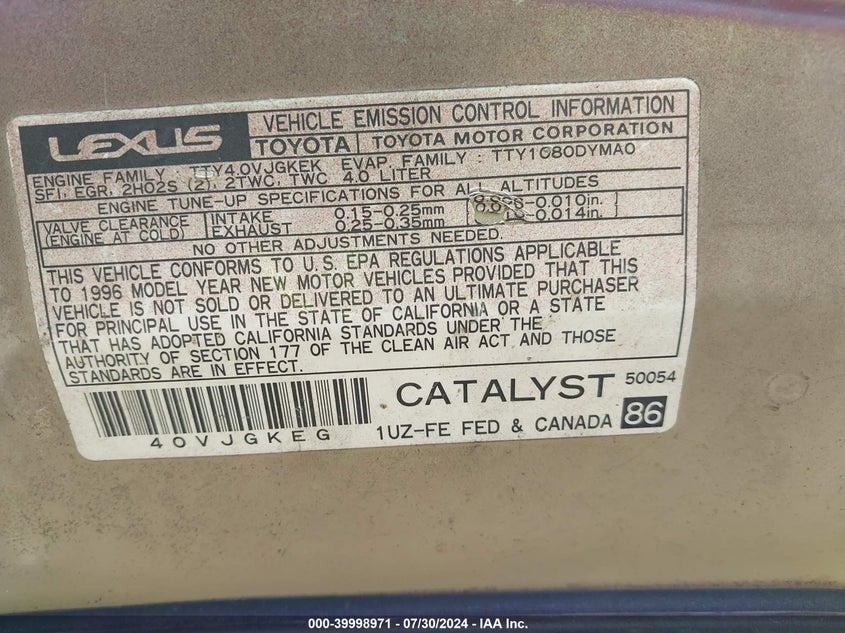 LEXUS
VEHICLE EMISSION CONTROL INFORMATION
TOYOTA TOYOTA MOTOR CORPORATION
ENGINE FAMILY : TTY4.0VJGKEK EVAP. FAMILY : TTY1080DYMA0
SFI, EGR, 2HO2S (2), 2TWC, TWC 4.0 LITER
ENGINE TUNE-UP SPECIFICATIONS FOR ALL ALTITUDES
VALVE CLEARANCE INTAKE 0.15-0.25mm -0.010in.
(ENGINE AT COLD) EXHAUST 0.25-0.35mm -0.014in.
NO OTHER ADJUSTMENTS NEEDED.
THIS VEHICLE CONFORMS TO U.S. EPA REGULATIONS APPLICABLE
TO 1996 MODEL YEAR NEW MOTOR VEHICLES PROVIDED THAT THIS
VEHICLE IS NOT SOLD OR DELIVERED TO AN ULTIMATE PURCHASER
FOR PRINCIPAL USE IN THE STATE OF CALIFORNIA OR A STATE
THAT HAS ADOPTED CALIFORNIA STANDARDS UNDER THE
AUTHORITY OF SECTION 177 OF THE CLEAN AIR ACT AND THOSE
STANDARDS ARE IN EFFECT.
CATALYST 50054
40VJGKEG 1UZ-FE FED & CANADA 86
000-39998971 - 07/30/2024 - IAA Inc.